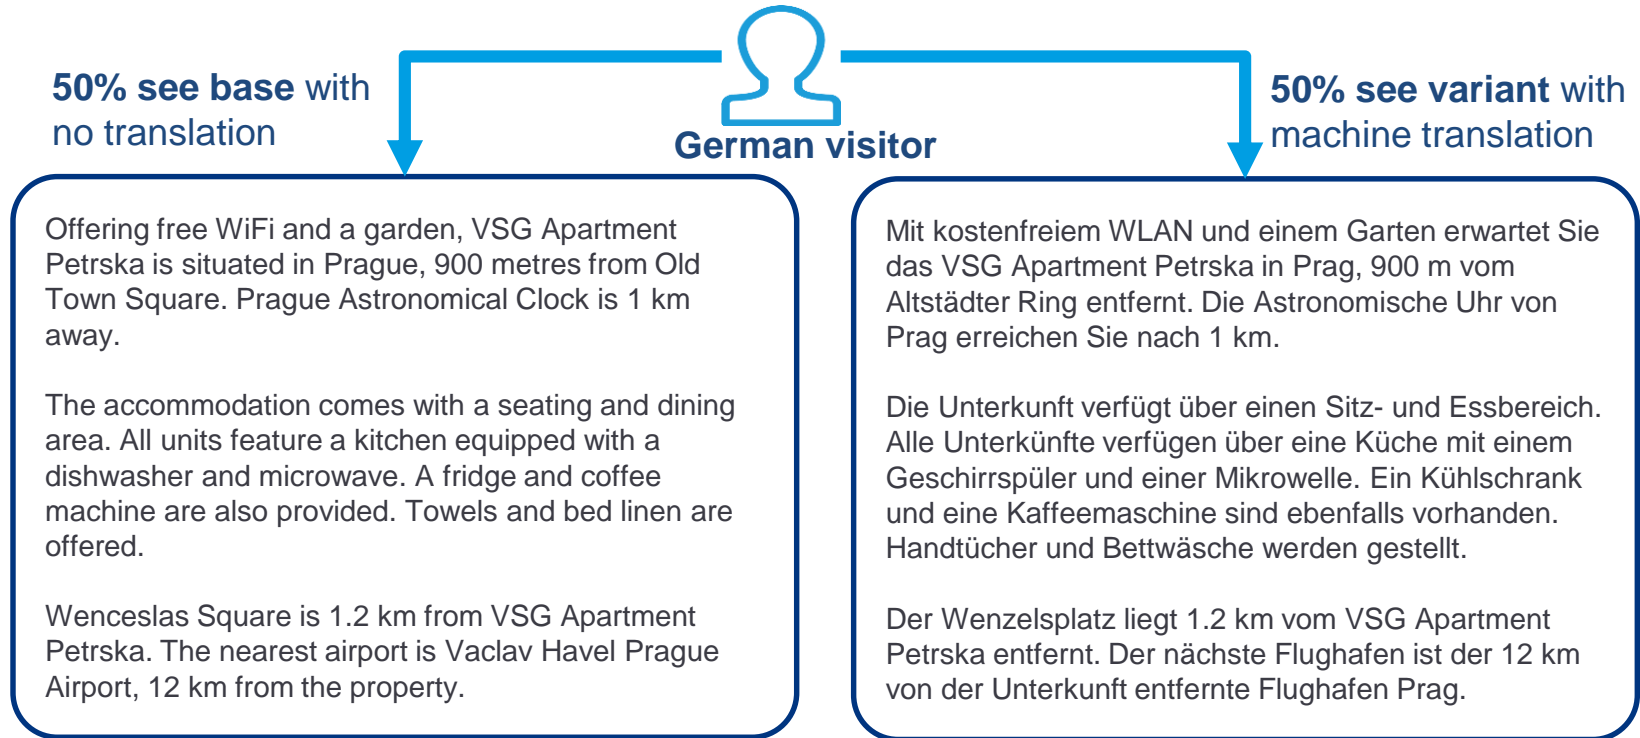 50% see base with
no translation
German visitor
50% see variant with
machine translation
Offering free WiFi and a garden, VSG Apartment
Petrska is situated in Prague, 900 metres from Old
Town Square. Prague Astronomical Clock is 1 km
away.
The accommodation comes with a seating and dining
area. All units feature a kitchen equipped with a
dishwasher and microwave. A fridge and coffee
machine are also provided. Towels and bed linen are
offered.
Wenceslas Square is 1.2 km from VSG Apartment
Petrska. The nearest airport is Vaclav Havel Prague
Airport, 12 km from the property.
Mit kostenfreiem WLAN und einem Garten erwartet Sie
das VSG Apartment Petrska in Prag, 900 m vom
Altstädter Ring entfernt. Die Astronomische Uhr von
Prag erreichen Sie nach 1 km.
Die Unterkunft verfügt über einen Sitz- und Essbereich.
Alle Unterkünfte verfügen über eine Küche mit einem
Geschirrspüler und einer Mikrowelle. Ein Kühlschrank
und eine Kaffeemaschine sind ebenfalls vorhanden.
Handtücher und Bettwäsche werden gestellt.
Der Wenzelsplatz liegt 1.2 km vom VSG Apartment
Petrska entfernt. Der nächste Flughafen ist der 12 km
von der Unterkunft entfernte Flughafen Prag.